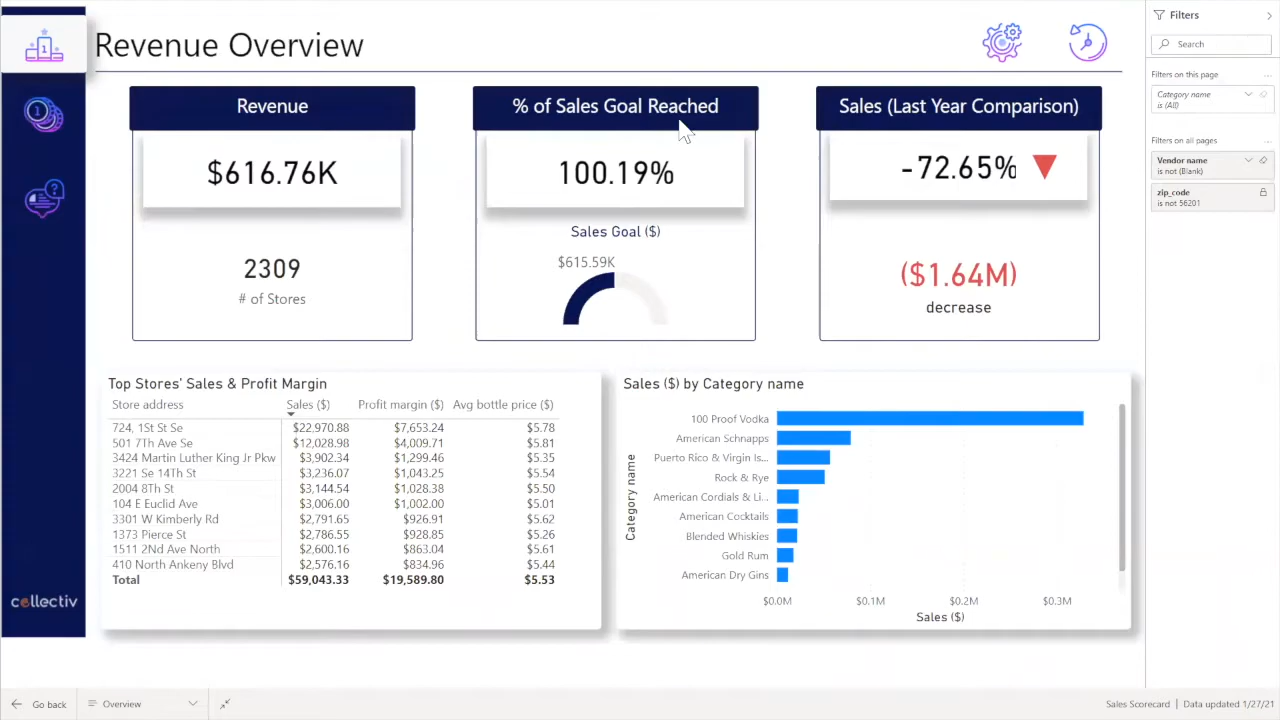 Revenue Overview
Revenue
$616.76K
2309
# of Stores
% of Sales Goal Reached
100.19%
Sales Goal ($)
$615.59K
Sales (Last Year Comparison)
-72.65%
($1.64M)
decrease
Top Stores' Sales & Profit Margin
Store address Sales ($) Profit margin ($) Avg bottle price ($)
724, 1St St Se $22,970.88 $7,653.24 $5.78
501 7Th Ave Se $12,028.98 $4,009.71 $5.81
3424 Martin Luther King Jr Pkw $3,902.34 $1,299.46 $5.35
3221 Se 14Th St $3,236.07 $1,043.25 $5.54
2004 8Th St $3,144.54 $1,028.38 $5.50
104 E Euclid Ave $3,006.00 $1,002.00 $5.01
3301 W Kimberly Rd $2,791.65 $926.91 $5.62
1373 Pierce St $2,786.55 $928.85 $5.26
1511 2Nd Ave North $2,600.16 $863.04 $5.61
410 North Ankeny Blvd $2,576.16 $834.96 $5.44
Total $59,043.33 $19,589.80 $5.53
Sales ($) by Category name
Category name
100 Proof Vodka
American Schnapps
Puerto Rico & Virgin Is...
Rock & Rye
American Cordials & Li...
American Cocktails
Blended Whiskies
Gold Rum
American Dry Gins
$0.0M $0.1M $0.2M $0.3M
Sales ($)
collectiv
Filters
Search
Filters on this page
Category name
is (All)
Filters on all pages
Vendor name
is not (Blank)
zip_code
is not 56201
Go back
Overview
Sales Scorecard | Data updated 1/27/21